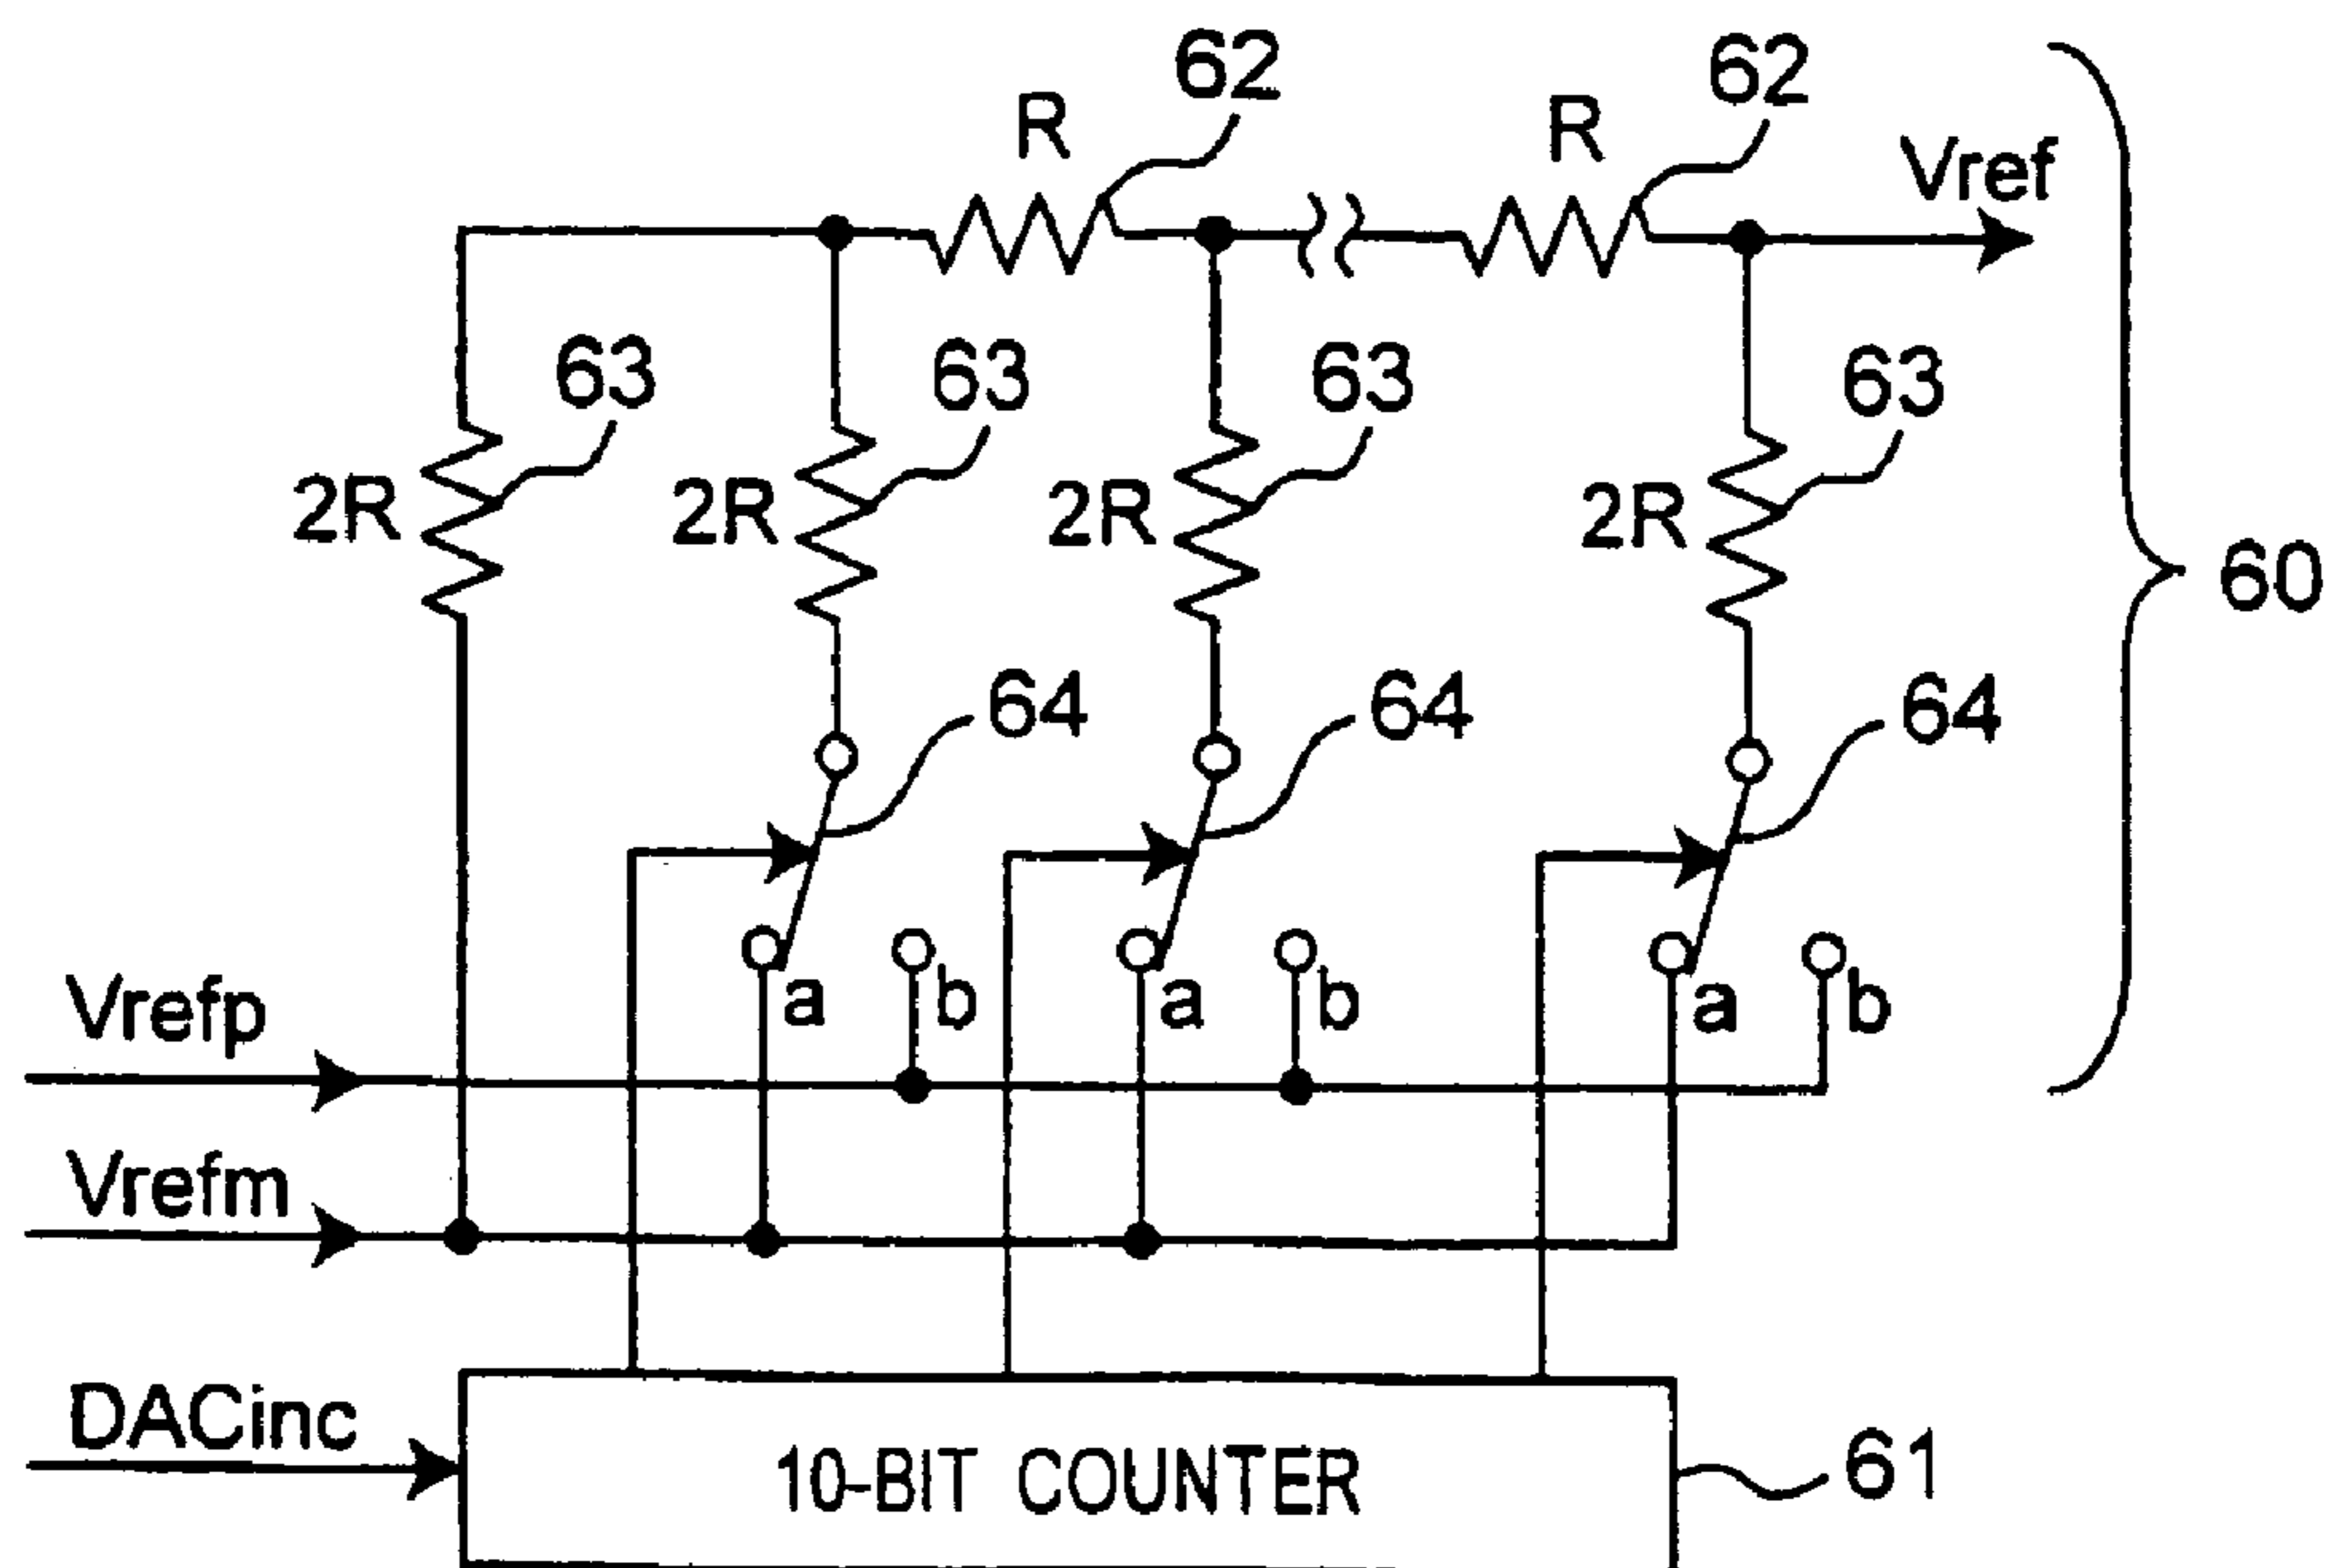 62 62
R R
Vref
63 63 63 63
2R 2R 2R 2R
60
64 64 64
a b a b a b
Vrefp
Vrefm
DACinc
10-BIT COUNTER
61